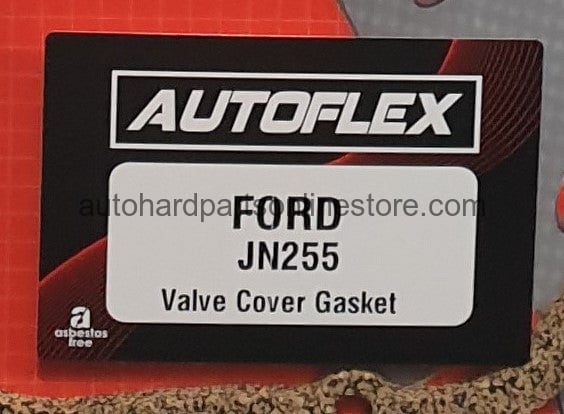 AUTOFLEX
FORD
autohardpartsonlinestore.com
JN255
Valve Cover Gasket
a
asbestos
free